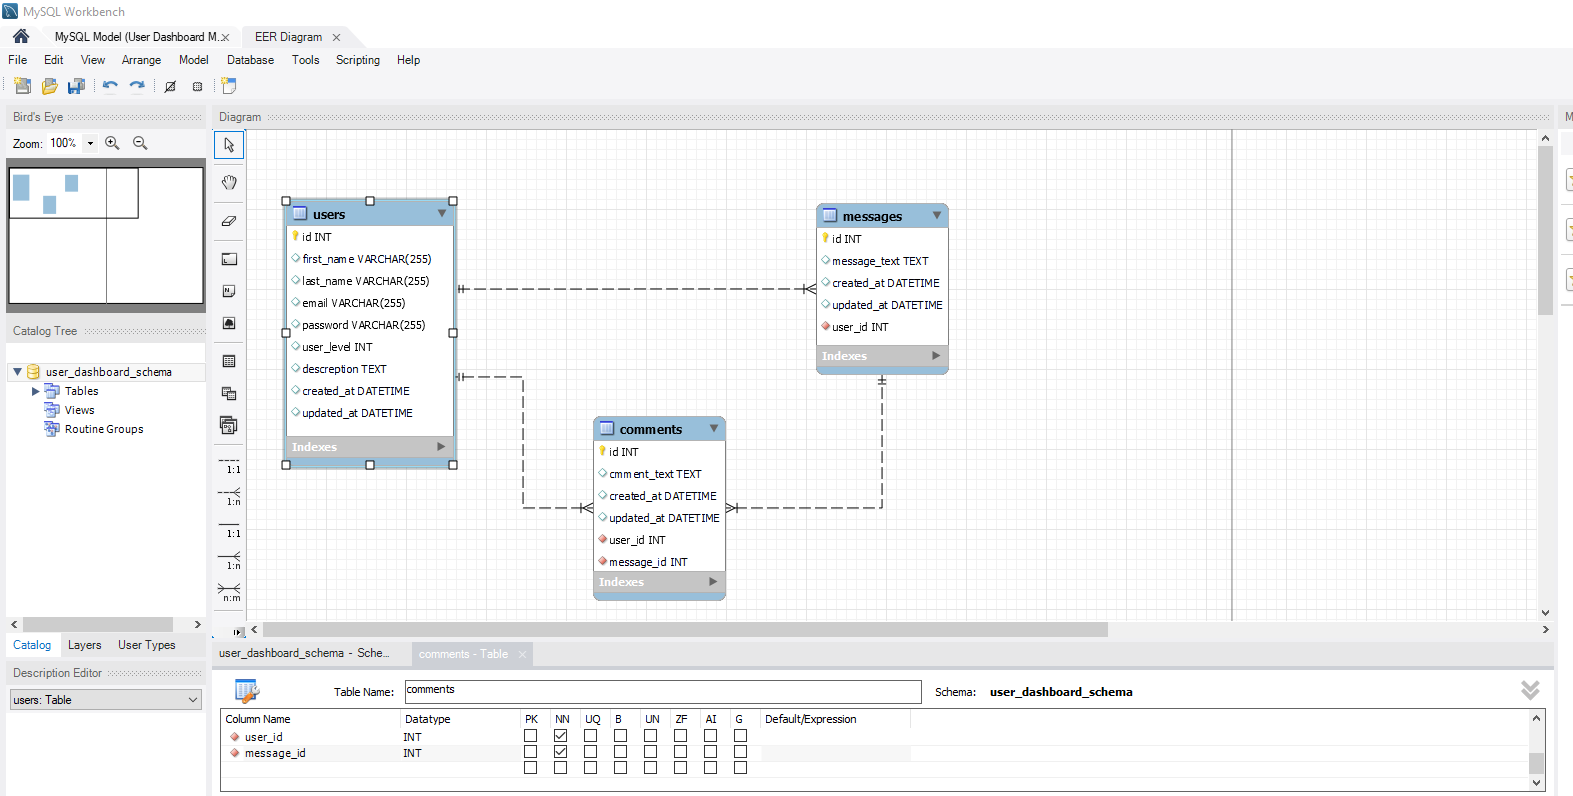 MySQL Workbench
MySQL Model (User Dashboard M... ×
EER Diagram ×
File Edit View Arrange Model Database Tools Scripting Help
Bird's Eye
Zoom: 100%
Catalog Tree
user_dashboard_schema
Tables
Views
Routine Groups
Catalog Layers User Types
Description Editor
users: Table
Diagram
1:1
1:n
1:1
1:n
n:m
users
id INT
first_name VARCHAR(255)
last_name VARCHAR(255)
email VARCHAR(255)
password VARCHAR(255)
user_level INT
descreption TEXT
created_at DATETIME
updated_at DATETIME
Indexes
messages
id INT
message_text TEXT
created_at DATETIME
updated_at DATETIME
user_id INT
Indexes
comments
id INT
cmment_text TEXT
created_at DATETIME
updated_at DATETIME
user_id INT
message_id INT
Indexes
M
user_dashboard_schema - Sche...
comments - Table ×
Table Name: comments Schema: user_dashboard_schema
Column Name Datatype PK NN UQ B UN ZF AI G Default/Expression
user_id INT
message_id INT